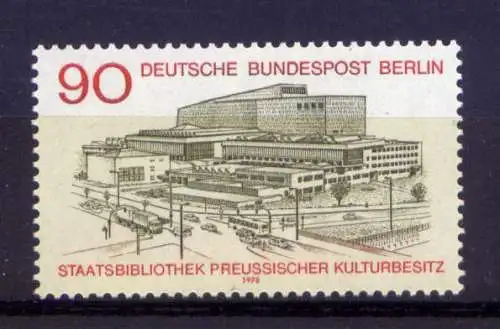 90 DEUTSCHE BUNDESPOST BERLIN
STAATSBIBLIOTHEK PREUSSISCHER KULTURBESITZ
1978